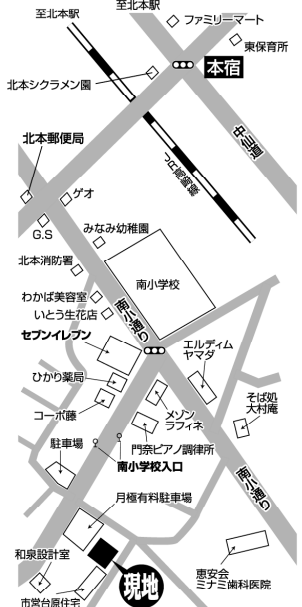 至北本駅
至北本駅
ファミリーマート
東保育所
本宿
北本シクラメン園
中山道
北本郵便局
JR高崎線
ゲオ
G.S
みなみ幼稚園
北本消防署
南小学校
わかば美容室
いとう生花店
南小通り
セブンイレブン
エルディム
ヤマダ
ひかり薬局
メゾン
ラフィネ
そば処
大村庵
コーポ藤
駐車場
門奈ピアノ調律所
南小学校入口
南小通り
月極有料駐車場
和泉設計室
現地
恵安会
ミナミ歯科医院
市営台原住宅